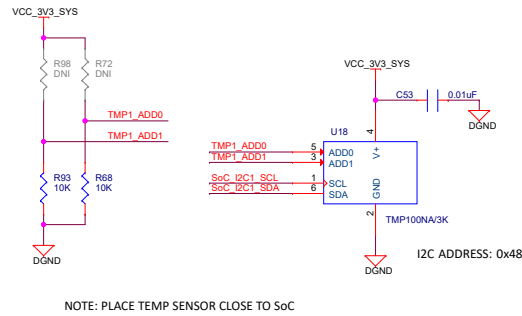 VCC_3V3_SYS
R98
DNI
R72
DNI
TMP1_ADD0
TMP1_ADD1
R93
10K
R68
10K
DGND
VCC_3V3_SYS
C53
0.01uF
DGND
U18
4
V+
TMP1_ADD0
5
ADD0
TMP1_ADD1
3
ADD1
SoC_I2C1_SCL
1
SCL
SoC_I2C1_SDA
6
SDA
GND
2
TMP100NA/3K
DGND
I2C ADDRESS: 0x48
NOTE: PLACE TEMP SENSOR CLOSE TO SoC